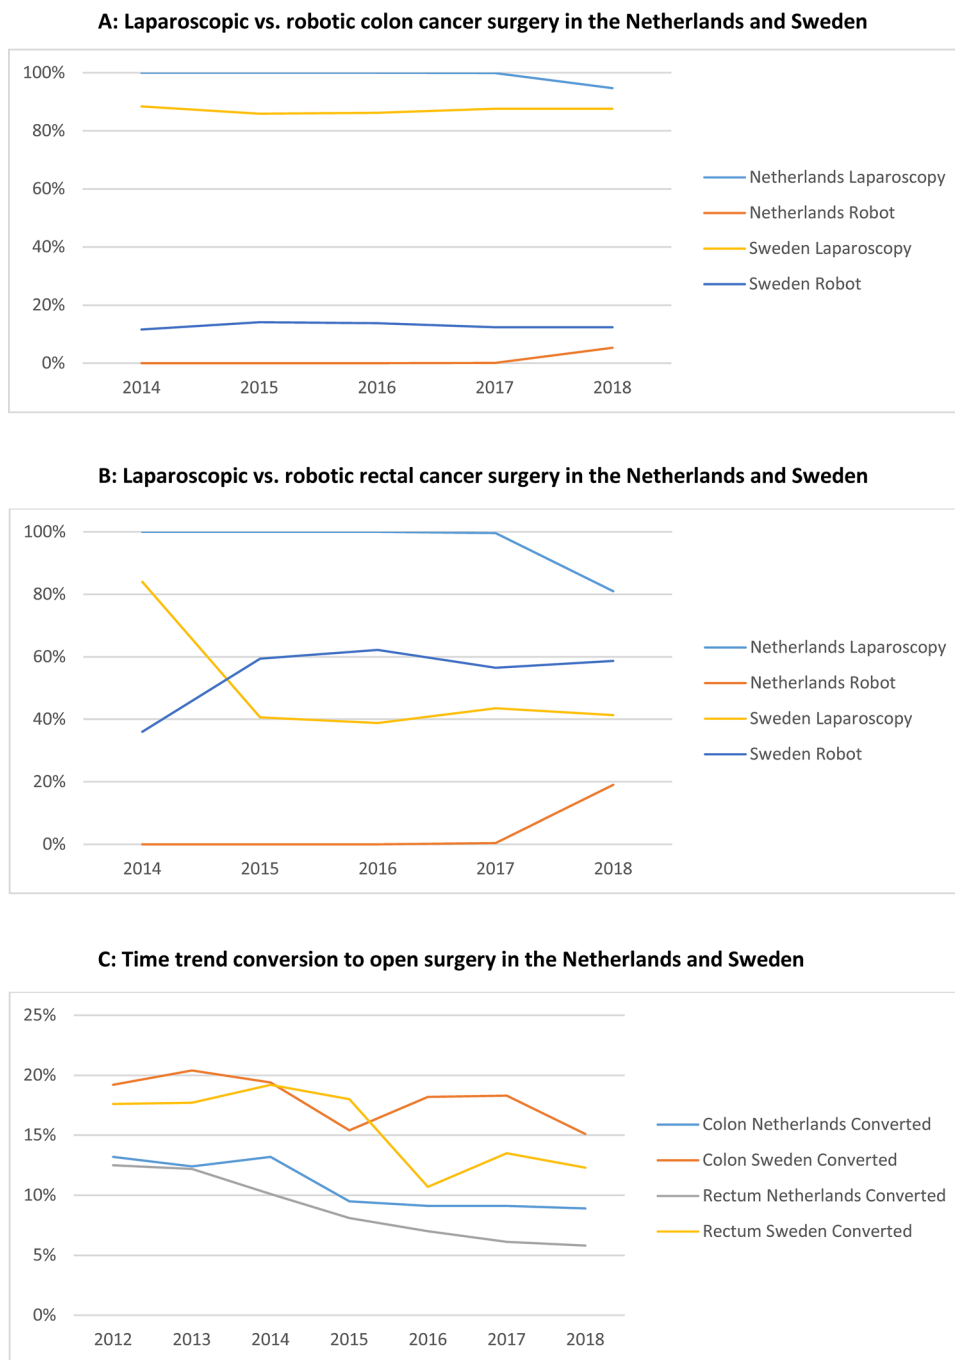 A: Laparoscopic vs. robotic colon cancer surgery in the Netherlands and Sweden
100%
80%
60%
40%
20%
0%
2014 2015 2016 2017 2018
Netherlands Laparoscopy
Netherlands Robot
Sweden Laparoscopy
Sweden Robot
B: Laparoscopic vs. robotic rectal cancer surgery in the Netherlands and Sweden
100%
80%
60%
40%
20%
0%
2014 2015 2016 2017 2018
Netherlands Laparoscopy
Netherlands Robot
Sweden Laparoscopy
Sweden Robot
C: Time trend conversion to open surgery in the Netherlands and Sweden
25%
20%
15%
10%
5%
0%
2012 2013 2014 2015 2016 2017 2018
Colon Netherlands Converted
Colon Sweden Converted
Rectum Netherlands Converted
Rectum Sweden Converted